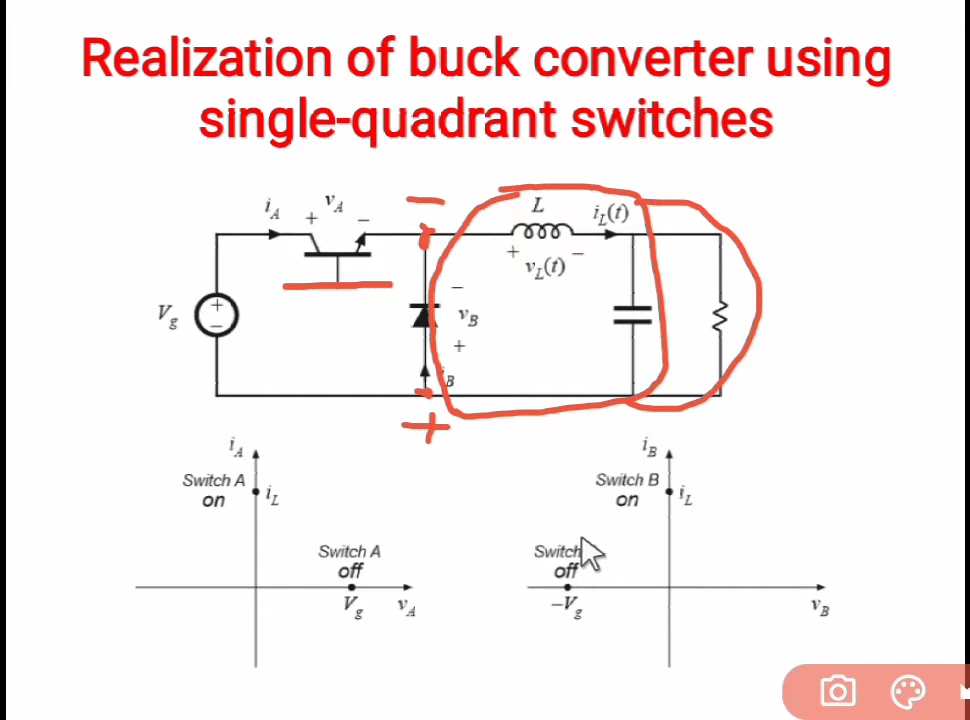 Realization of buck converter using
single-quadrant switches
i_A + v_A −
L
i_L(t)
+ v_L(t) −
V_g
+
−
−
v_B
+
B
−
+
i_A
Switch A
on
i_L
Switch A
off
V_g
v_A
i_B
Switch B
on
i_L
Switch
off
−V_g
v_B